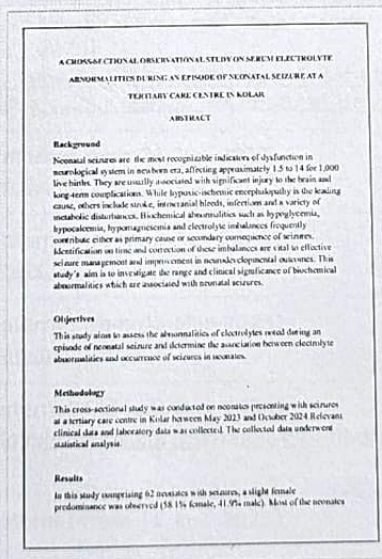 A CROSS-SECTIONAL OBSERVATIONAL STUDY ON SERUM ELECTROLYTE
ABNORMALITIES DURING AN EPISODE OF NEONATAL SEIZURE AT A
TERTIARY CARE CENTRE IN KOLAR
ABSTRACT
Background
Neonatal seizures are the most recognizable indicators of dysfunction in
neurological system in newborn era, affecting approximately 1.5 to 14 for 1,000
live births. They are usually associated with significant injury to the brain and
long-term complications. While hypoxic-ischemic encephalopathy is the leading
cause, others include stroke, intracranial bleeds, infections and a variety of
metabolic disturbances. Biochemical abnormalities such as hypoglycemia,
hypocalcemia, hypomagnesemia and electrolyte imbalances frequently
contribute either as primary cause or secondary consequence of seizures.
Identification on time and correction of these imbalances are vital to effective
seizure management and improvement in neurodevelopmental outcomes. This
study's aim is to investigate the range and clinical significance of biochemical
abnormalities which are associated with neonatal seizures.
Objectives
This study aims to assess the abnormalities of electrolytes noted during an
episode of neonatal seizure and determine the association between electrolyte
abnormalities and occurrence of seizures in neonates.
Methodology
This cross-sectional study was conducted on neonates presenting with seizures
at a tertiary care centre in Kolar between May 2023 and October 2024.Relevant
clinical data and laboratory data was collected. The collected data underwent
statistical analysis.
Results
In this study comprising 62 neonates with seizures, a slight female
predominance was observed (58.1% female, 41.9% male). Most of the neonates